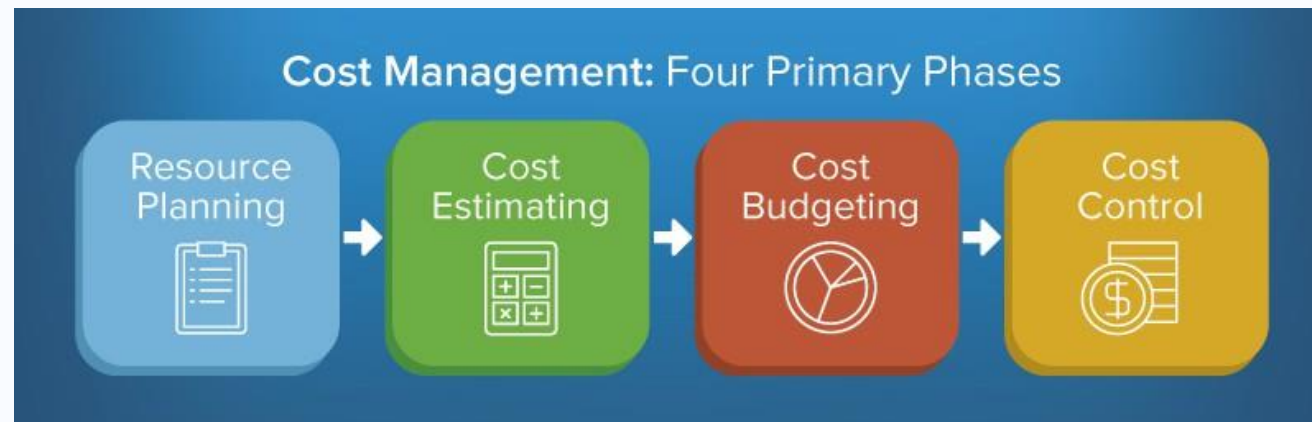 Cost Management: Four Primary Phases
Resource
Planning
Cost
Estimating
Cost
Budgeting
Cost
Control
$